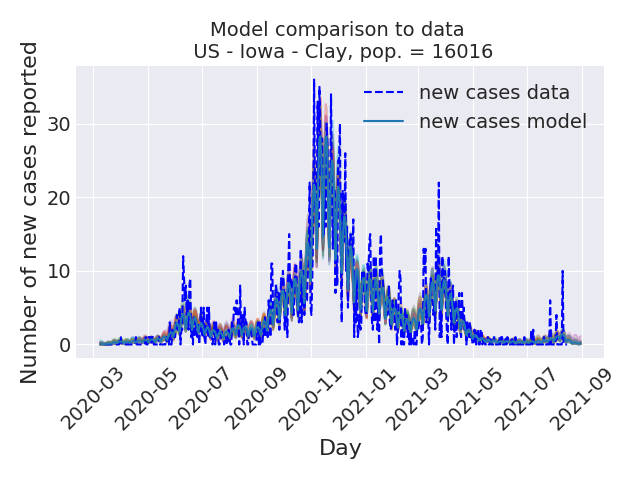 Model comparison to data
US - Iowa - Clay, pop. = 16016
Number of new cases reported
30
20
10
0
new cases data
new cases model
2020-03
2020-05
2020-07
2020-09
2020-11
2021-01
2021-03
2021-05
2021-07
2021-09
Day